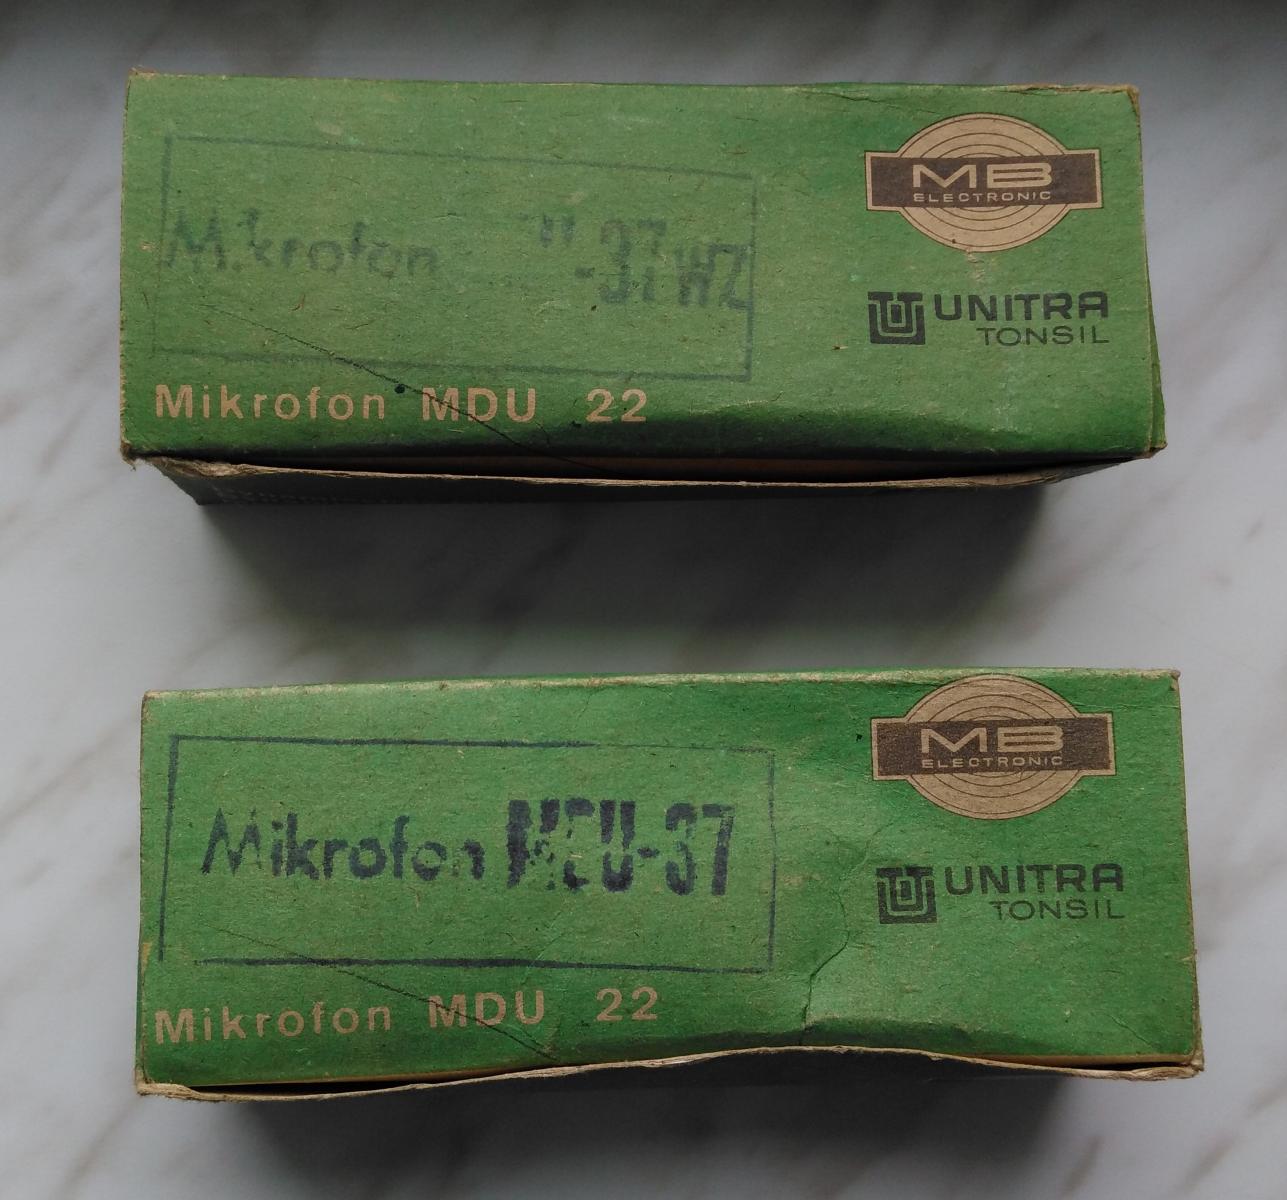 MB
ELECTRONIC
Mikrofon -37 WZ
UNITRA
TONSIL
Mikrofon MDU 22
MB
ELECTRONIC
Mikrofon MDU-37
UNITRA
TONSIL
Mikrofon MDU 22